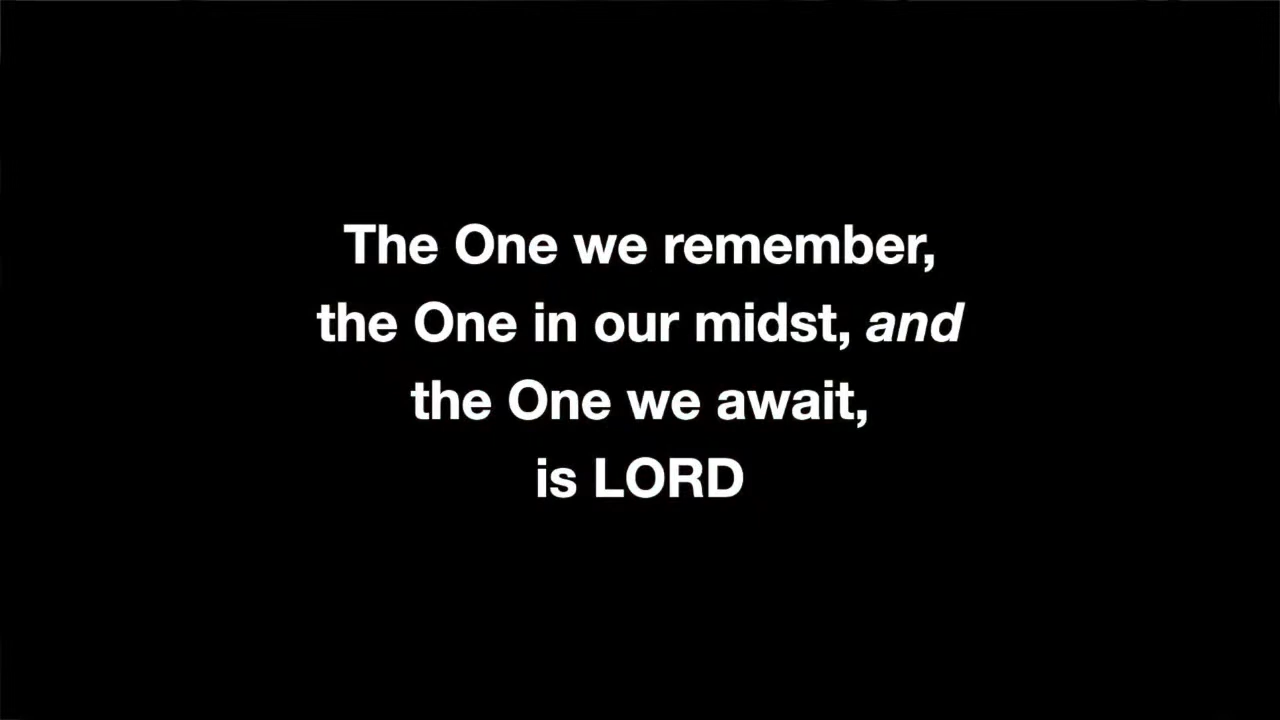 The One we remember,
the One in our midst, and
the One we await,
is LORD